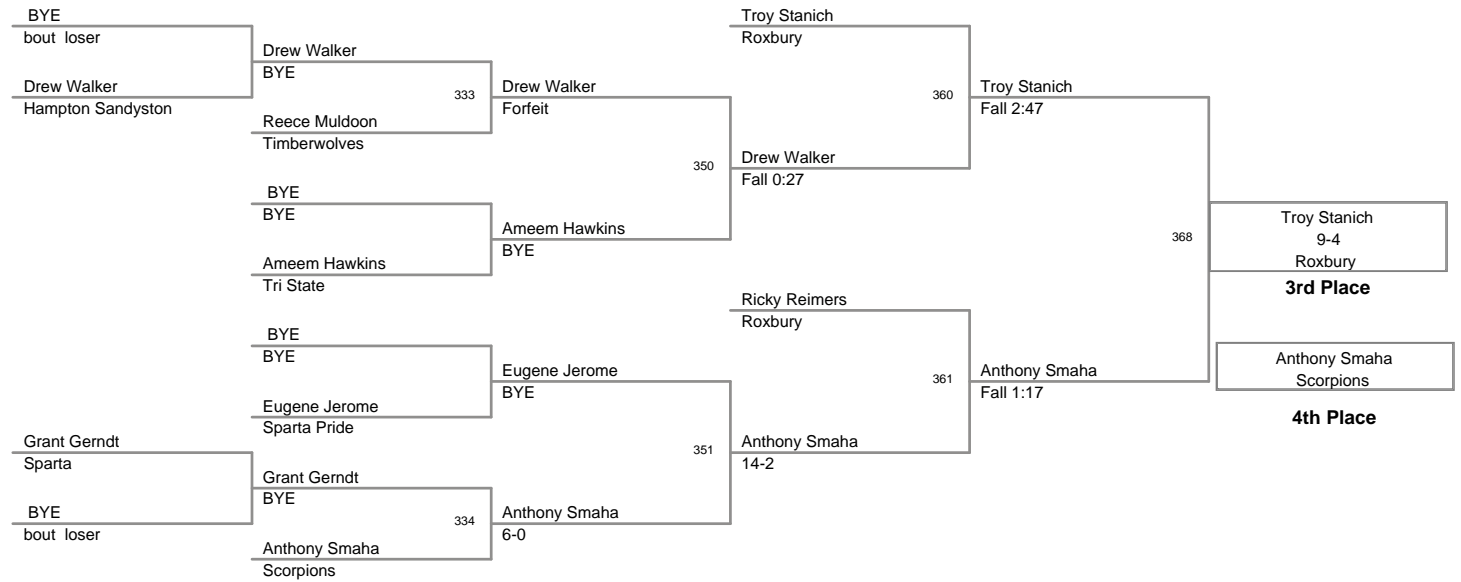 BYE
bout loser
Drew Walker
Hampton Sandyston
Drew Walker
BYE
333
Reece Muldoon
Timberwolves
Drew Walker
Forfeit
BYE
BYE
Ameem Hawkins
Tri State
Ameem Hawkins
BYE
350
Troy Stanich
Roxbury
Drew Walker
Fall 0:27
360
Troy Stanich
Fall 2:47
BYE
BYE
Eugene Jerome
Sparta Pride
Eugene Jerome
BYE
Grant Gerndt
Sparta
BYE
bout loser
Grant Gerndt
BYE
334
Anthony Smaha
Scorpions
Anthony Smaha
6-0
351
Ricky Reimers
Roxbury
Anthony Smaha
14-2
361
Anthony Smaha
Fall 1:17
368
Troy Stanich
9-4
Roxbury
3rd Place
Anthony Smaha
Scorpions
4th Place